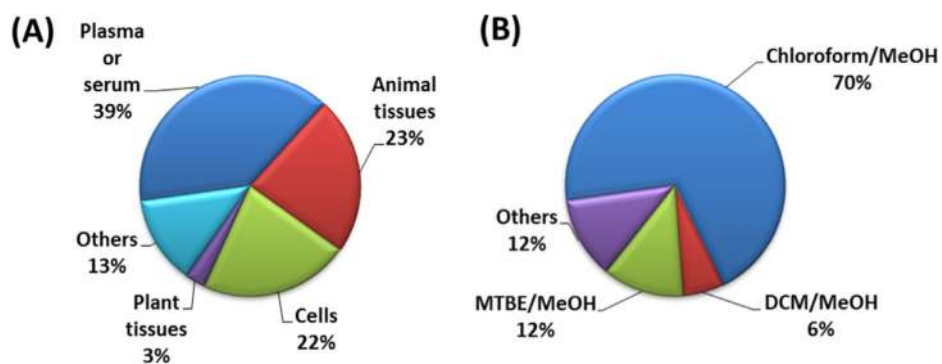 (A)
Plasma
or
serum
39%
Animal
tissues
23%
Cells
22%
Plant
tissues
3%
Others
13%
(B)
Chloroform/MeOH
70%
DCM/MeOH
6%
MTBE/MeOH
12%
Others
12%